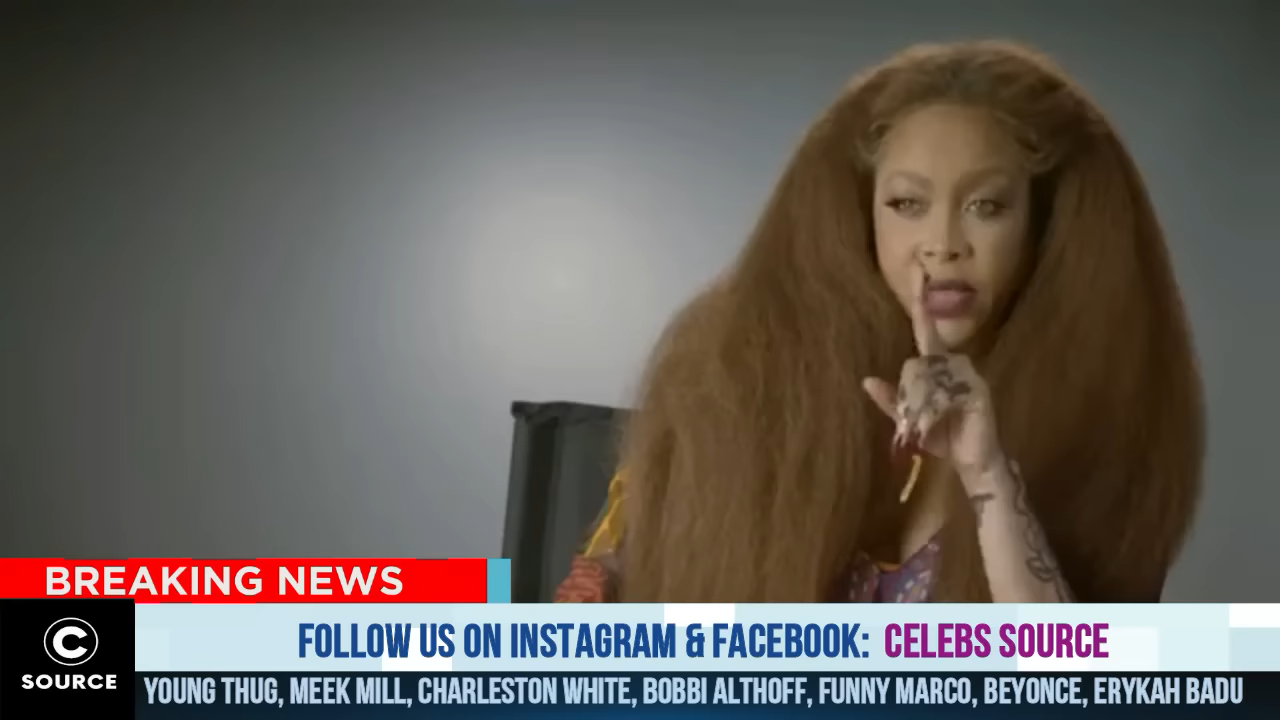 BREAKING NEWS
FOLLOW US ON INSTAGRAM & FACEBOOK: CELEBS SOURCE
C
SOURCE
YOUNG THUG, MEEK MILL, CHARLESTON WHITE, BOBBI ALTHOFF, FUNNY MARCO, BEYONCE, ERYKAH BADU